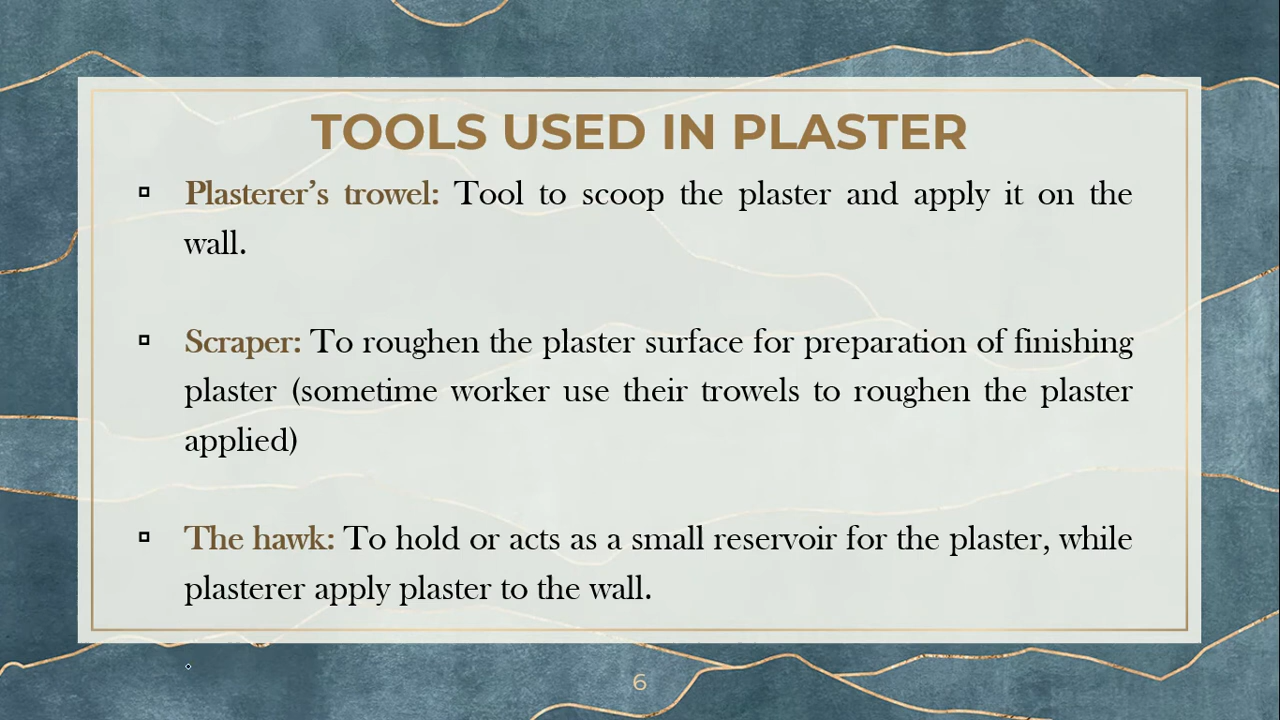 TOOLS USED IN PLASTER
▫ Plasterer’s trowel: Tool to scoop the plaster and apply it on the
wall.
▫ Scraper: To roughen the plaster surface for preparation of finishing
plaster (sometime worker use their trowels to roughen the plaster
applied)
▫ The hawk: To hold or acts as a small reservoir for the plaster, while
plasterer apply plaster to the wall.
6